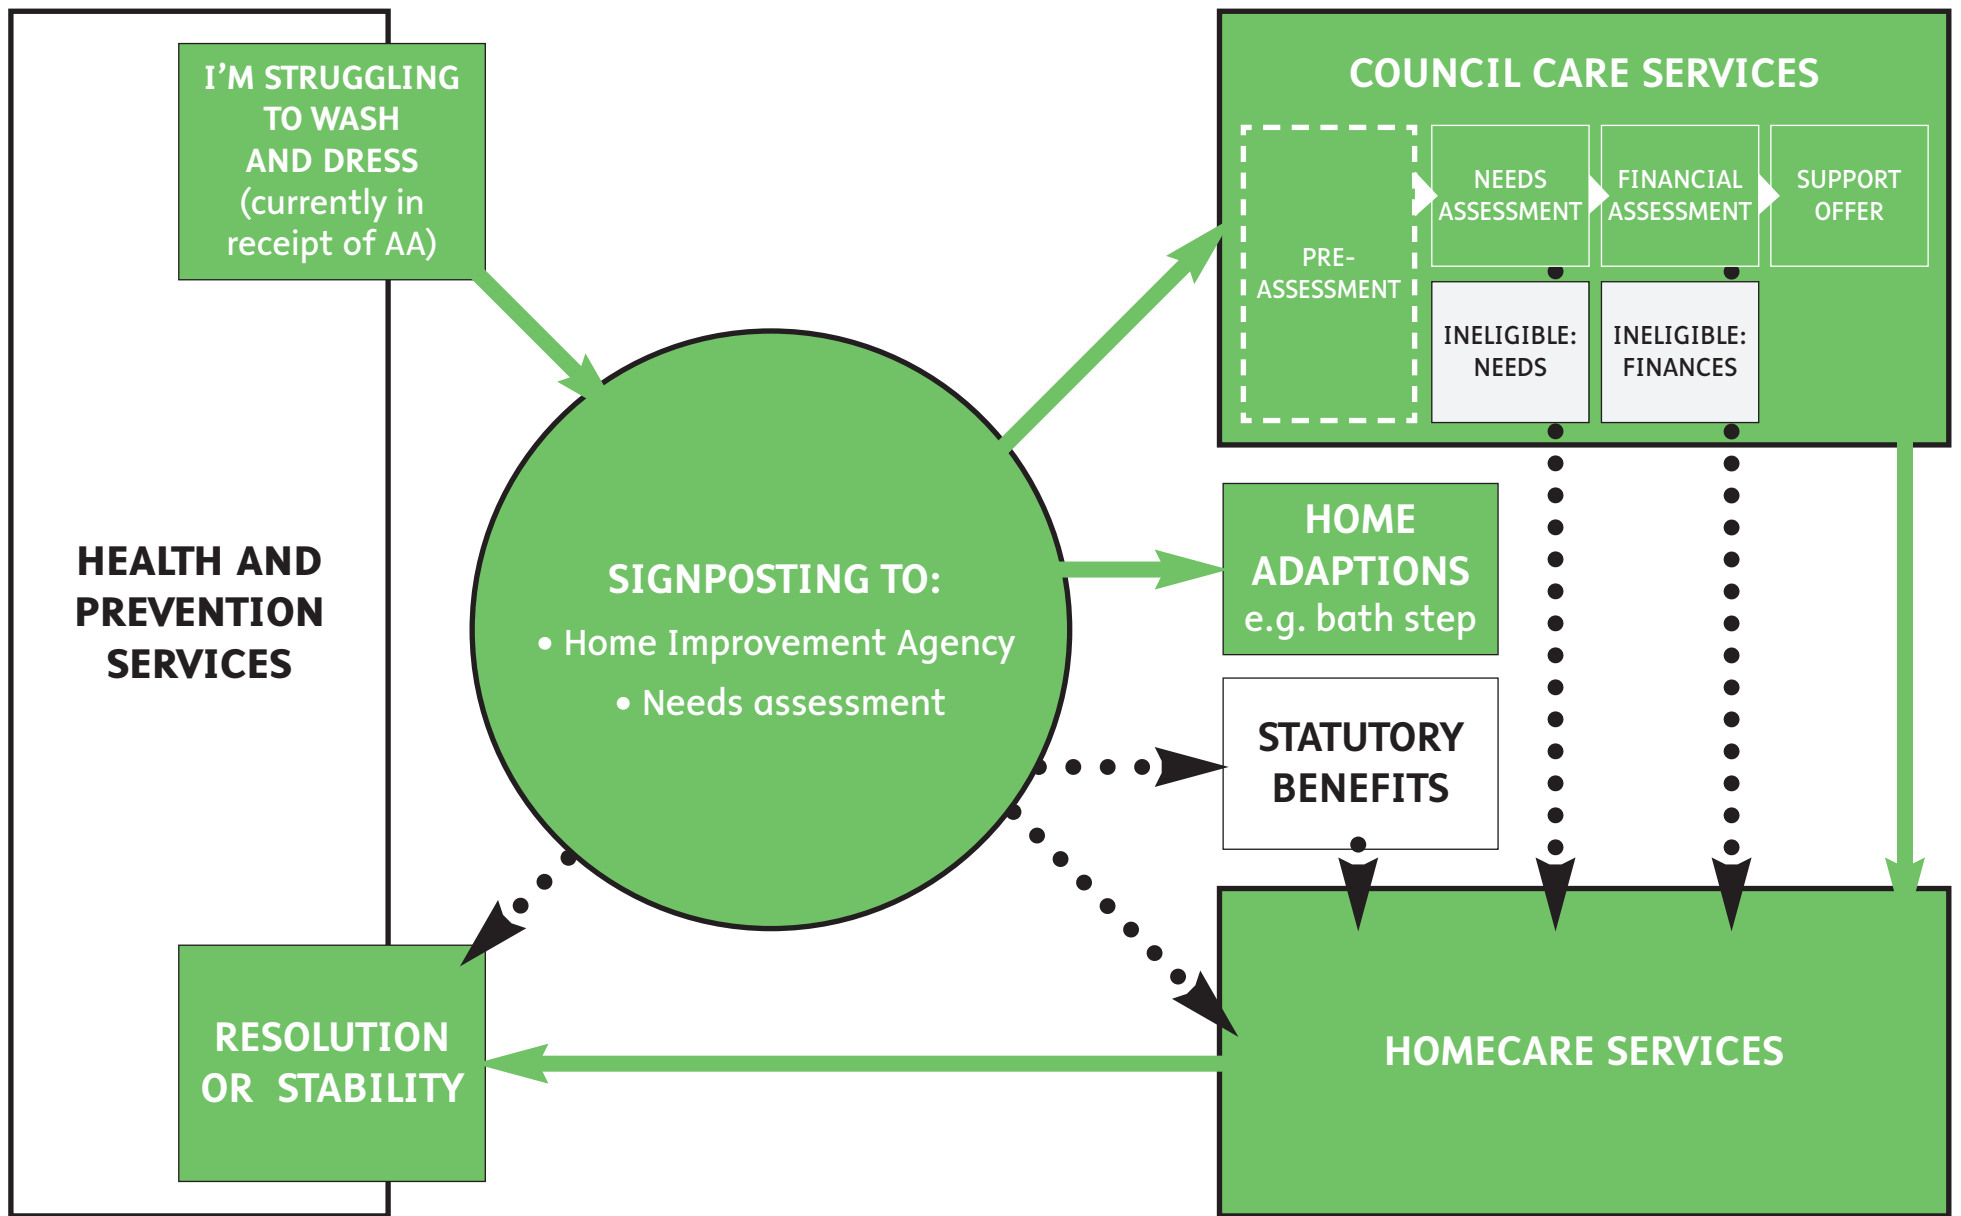 I'M STRUGGLING
TO WASH
AND DRESS
(currently in
receipt of AA)
HEALTH AND
PREVENTION
SERVICES
RESOLUTION
OR STABILITY
SIGNPOSTING TO:
• Home Improvement Agency
• Needs assessment
COUNCIL CARE SERVICES
PRE-
ASSESSMENT
NEEDS
ASSESSMENT
FINANCIAL
ASSESSMENT
SUPPORT
OFFER
INELIGIBLE:
NEEDS
INELIGIBLE:
FINANCES
HOME
ADAPTIONS
e.g. bath step
STATUTORY
BENEFITS
HOMECARE SERVICES